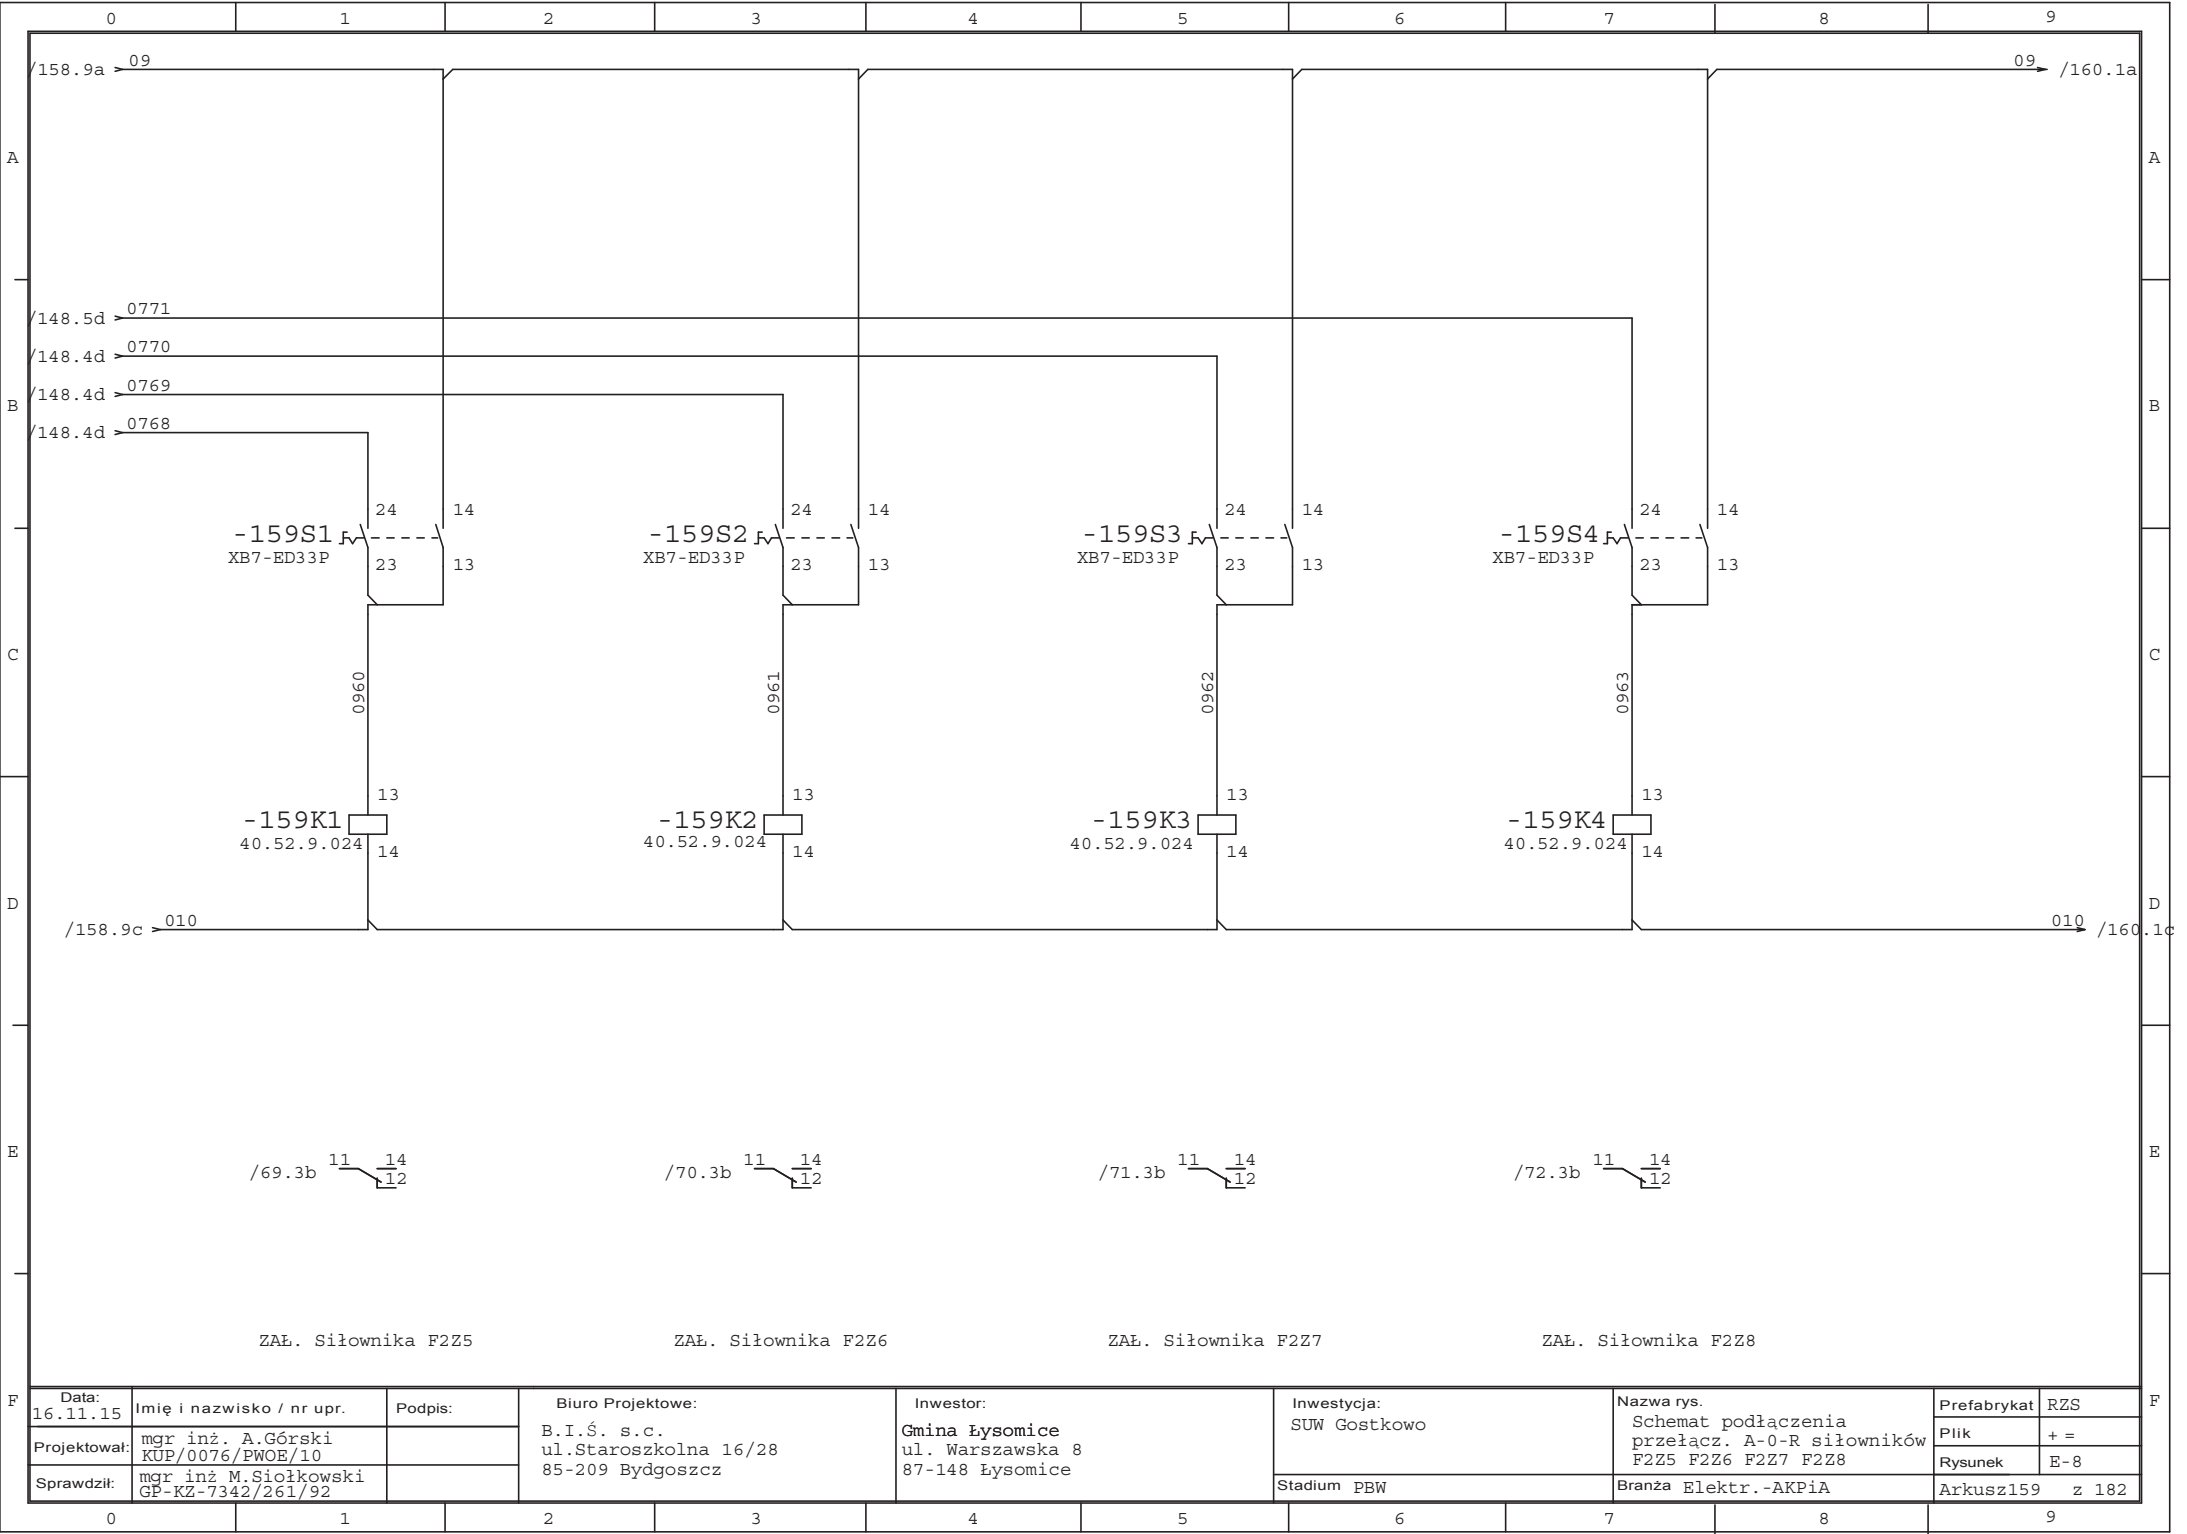 0 1 2 3 4 5 6 7 8 9
/158.9a 09 09 /160.1a
A A
/148.5d 0771
/148.4d 0770
/148.4d 0769
B B
/148.4d 0768
24 14 24 14 24 14 24 14
-159S1 -159S2 -159S3 -159S4
XB7-ED33P XB7-ED33P XB7-ED33P XB7-ED33P
23 13 23 13 23 13 23 13
C C
0960 0961 0962 0963
13 13 13 13
-159K1 -159K2 -159K3 -159K4
40.52.9.024 40.52.9.024 40.52.9.024 40.52.9.024
14 14 14 14
D D
/158.9c 010 010 /160.1c
E E
/69.3b 11 14 12 /70.3b 11 14 12 /71.3b 11 14 12 /72.3b 11 14 12
ZAŁ. Siłownika F2Z5 ZAŁ. Siłownika F2Z6 ZAŁ. Siłownika F2Z7 ZAŁ. Siłownika F2Z8
F F
Data:
16.11.15
Imię i nazwisko / nr upr.
Podpis:
Projektował:
mgr inż. A.Górski
KUP/0076/PWOE/10
Sprawdził:
mgr inż M.Siołkowski
GP-KZ-7342/261/92
Biuro Projektowe:
B.I.Ś. s.c.
ul.Staroszkolna 16/28
85-209 Bydgoszcz
Inwestor:
Gmina Łysomice
ul. Warszawska 8
87-148 Łysomice
Inwestycja:
SUW Gostkowo
Stadium PBW
Nazwa rys.
Schemat podłączenia
przełącz. A-0-R siłowników
F2Z5 F2Z6 F2Z7 F2Z8
Branża Elektr.-AKPiA
Prefabrykat RZS
Plik + =
Rysunek E-8
Arkusz159 z 182
0 1 2 3 4 5 6 7 8 9